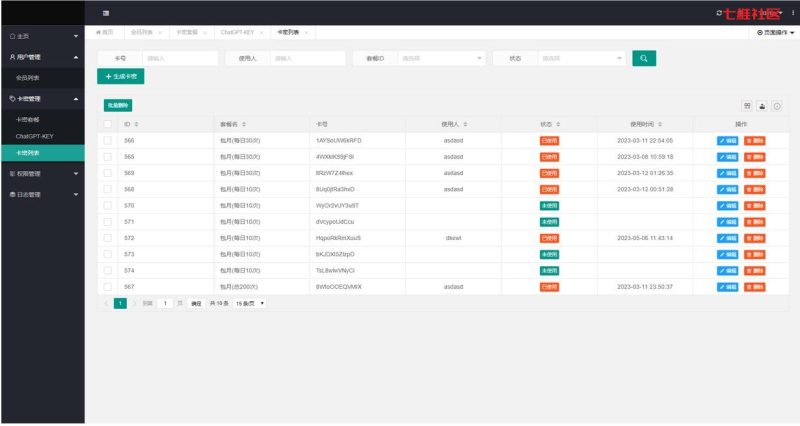 七桩社区
主页
用户管理
会员列表
卡密管理
卡密套餐
ChatGPT-KEY
卡密列表
权限管理
日志管理
首页 会员列表 卡密套餐 ChatGPT-KEY 卡密列表 页面操作
卡号 请输入 使用人 请输入 套餐ID 请选择 状态 请选择
生成卡密
批量删除
ID 套餐名 卡号 使用人 状态 使用时间 操作
566 包月(每日30次) asdasd 已使用 2023-03-11 22:54:05 编辑 删除
565 包月(每日30次) asdasd 已使用 2023-03-08 10:59:18 编辑 删除
569 包月(每日30次) asdasd 已使用 2023-03-12 01:26:35 编辑 删除
568 包月(每日10次) asdasd 已使用 2023-03-12 00:51:28 编辑 删除
570 包月(每日10次) 未使用 编辑 删除
571 包月(每日10次) 未使用 编辑 删除
572 包月(每日10次) 已使用 2023-05-06 11:43:14 编辑 删除
573 包月(每日10次) 未使用 编辑 删除
574 包月(每日10次) 未使用 编辑 删除
567 包月(总200次) asdasd 已使用 2023-03-11 23:50:37 编辑 删除
1 到第 1 页 确定 共 10 条 15 条/页